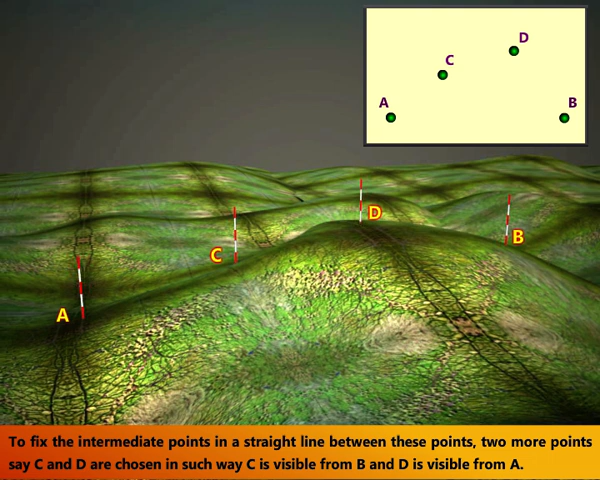 D
C
A
B
D
C
B
A
To fix the intermediate points in a straight line between these points, two more points
say C and D are chosen in such way C is visible from B and D is visible from A.